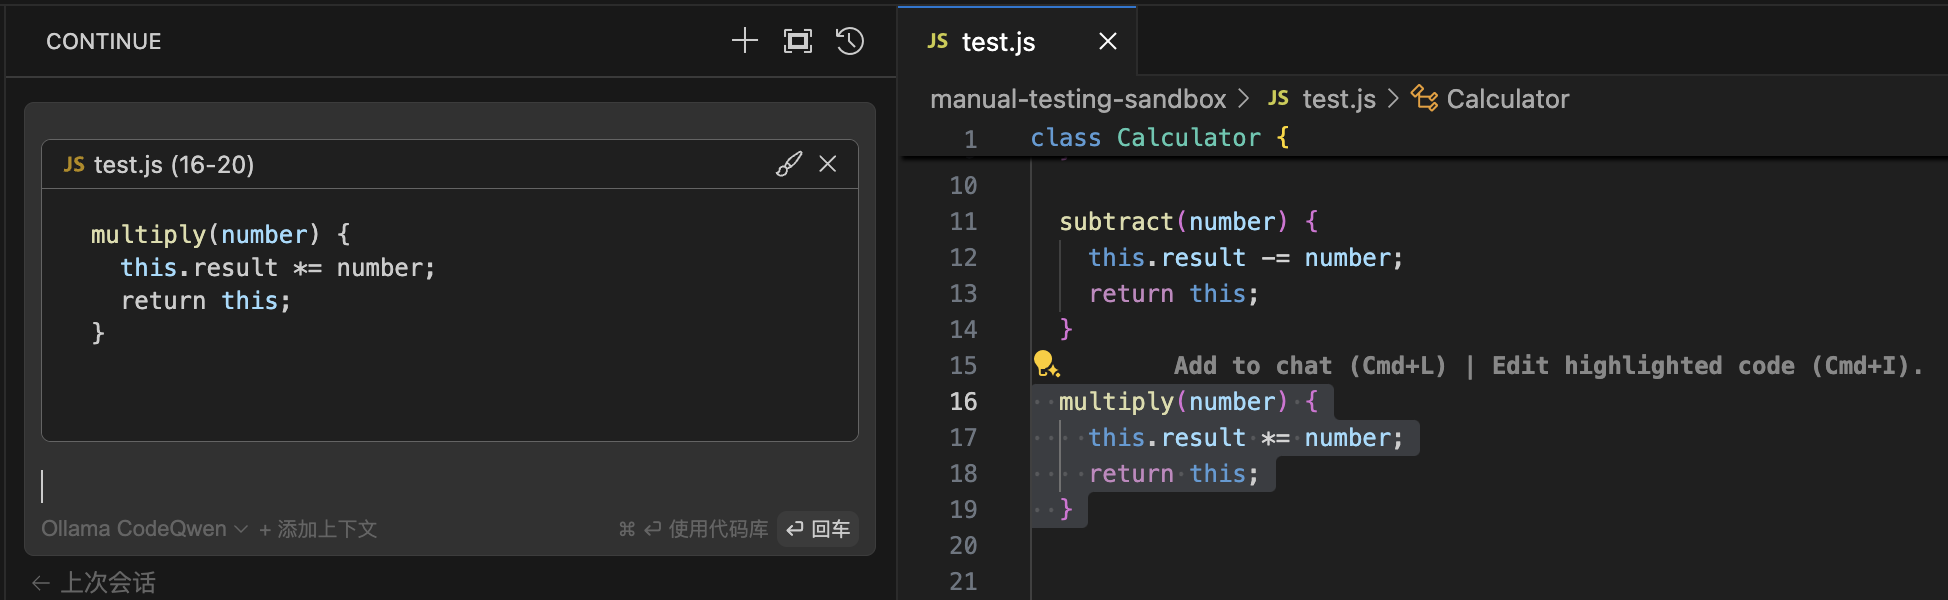 CONTINUE
JS test.js (16-20)
multiply(number) {
this.result *= number;
return this;
}
Ollama CodeQwen + 添加上下文 ⌘ ⏎ 使用代码库 ⏎ 回车
← 上次会话
JS test.js ×
manual-testing-sandbox > JS test.js > Calculator
1 class Calculator {
10
11 subtract(number) {
12 this.result -= number;
13 return this;
14 }
15 Add to chat (Cmd+L) | Edit highlighted code (Cmd+I).
16 multiply(number) {
17 this.result *= number;
18 return this;
19 }
20
21